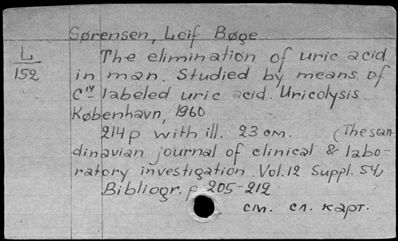 Sørensen, Leif Bøge
L
152
The elimination of uric acid
in man. Studied by means of
C¹⁴ labeled uric acid. Uricolysis.
København, 1960
214 p with ill. 23 cm. (The scan-
dinavian journal of clinical & labo-
ratory investigation. Vol. 12 Suppl. 54)
Bibliogr. p 205-212
см. сл. карт.